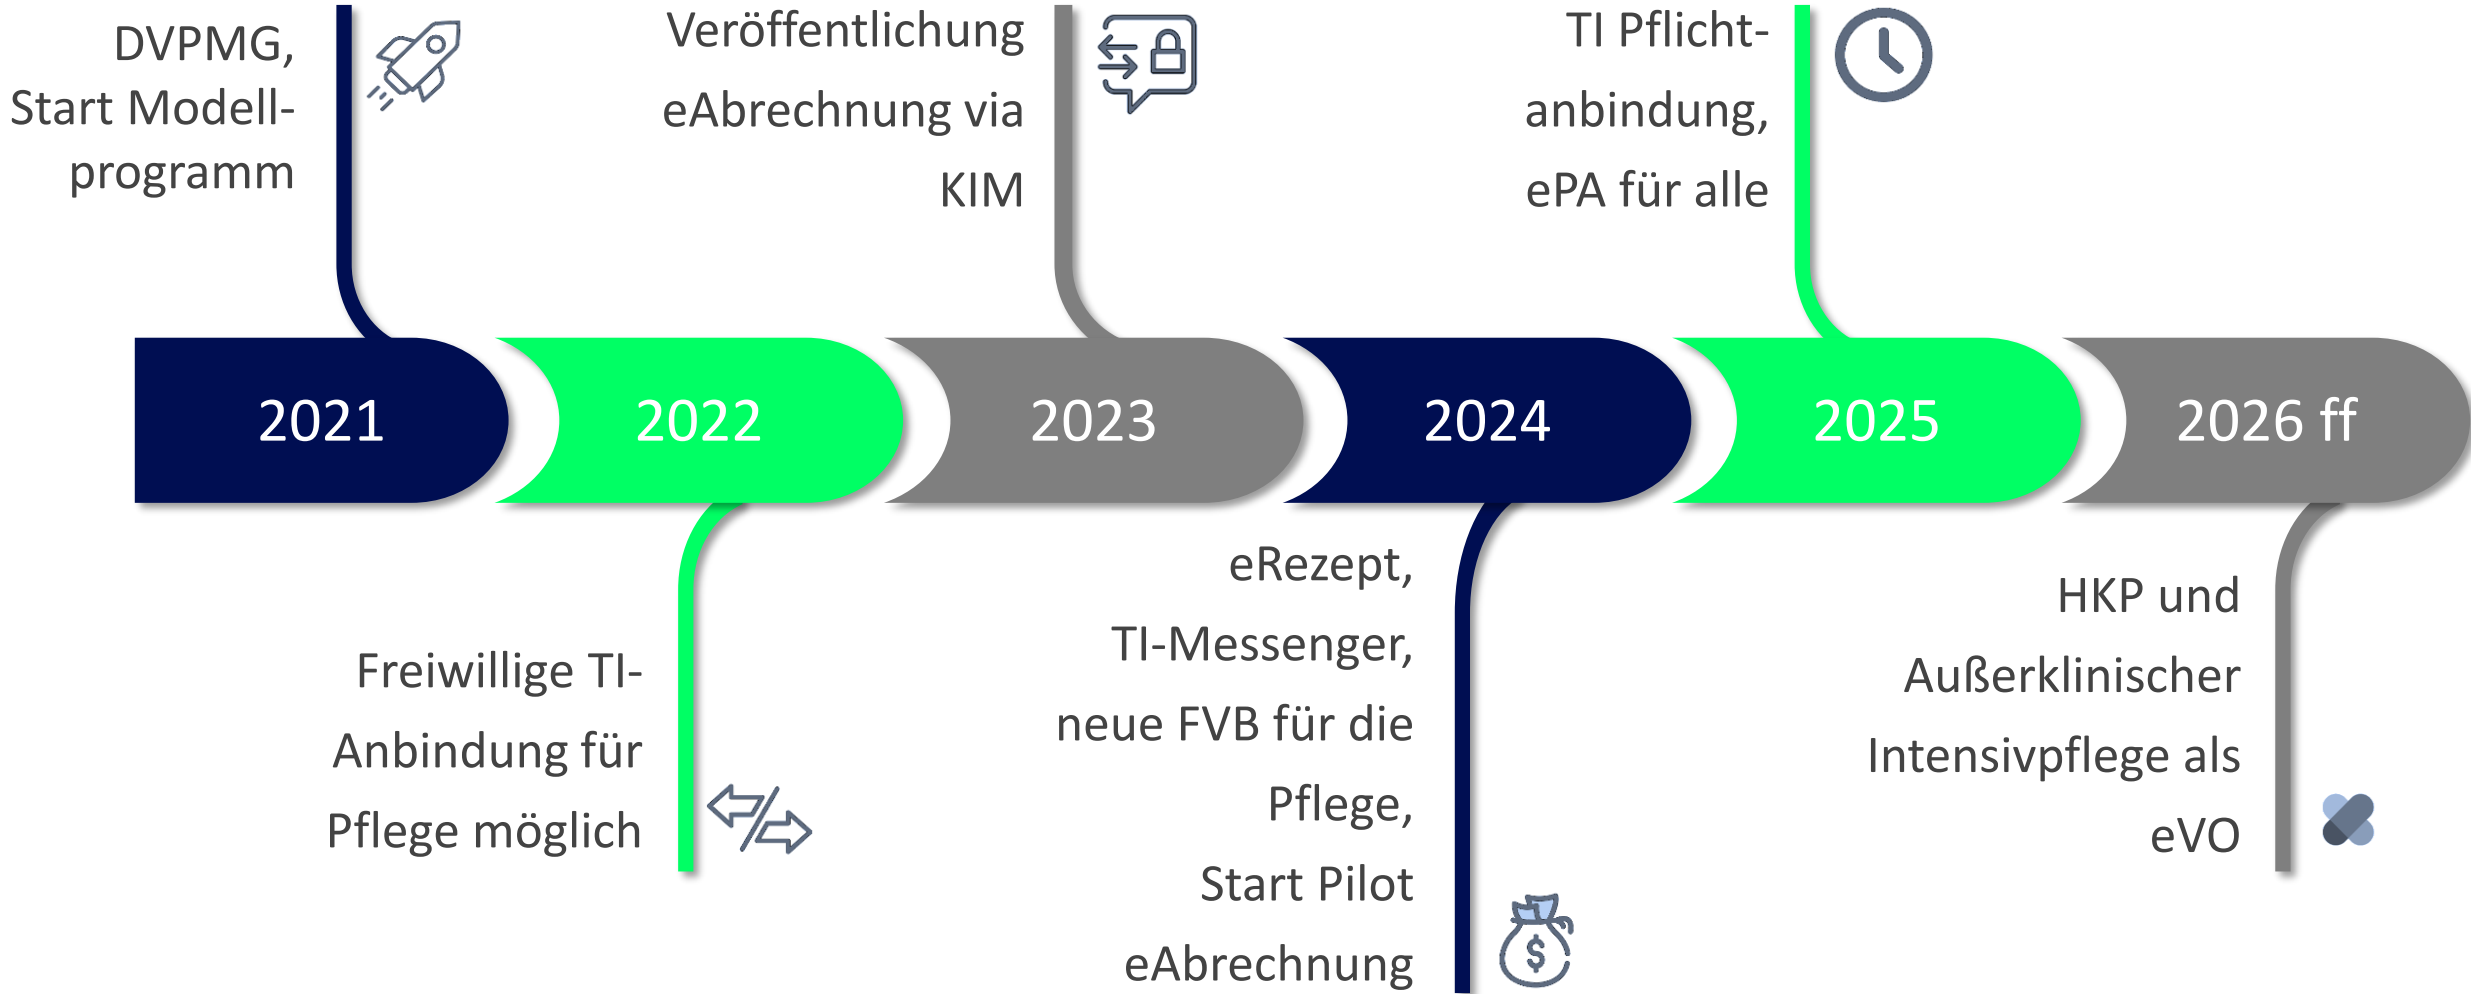 DVPMG,
Start Modell-
programm
Veröffentlichung
eAbrechnung via
KIM
TI Pflicht-
anbindung,
ePA für alle
2021
2022
2023
2024
2025
2026 ff
Freiwillige TI-
Anbindung für
Pflege möglich
eRezept,
TI-Messenger,
neue FVB für die
Pflege,
Start Pilot
eAbrechnung
$
HKP und
Außerklinischer
Intensivpflege als
eVO